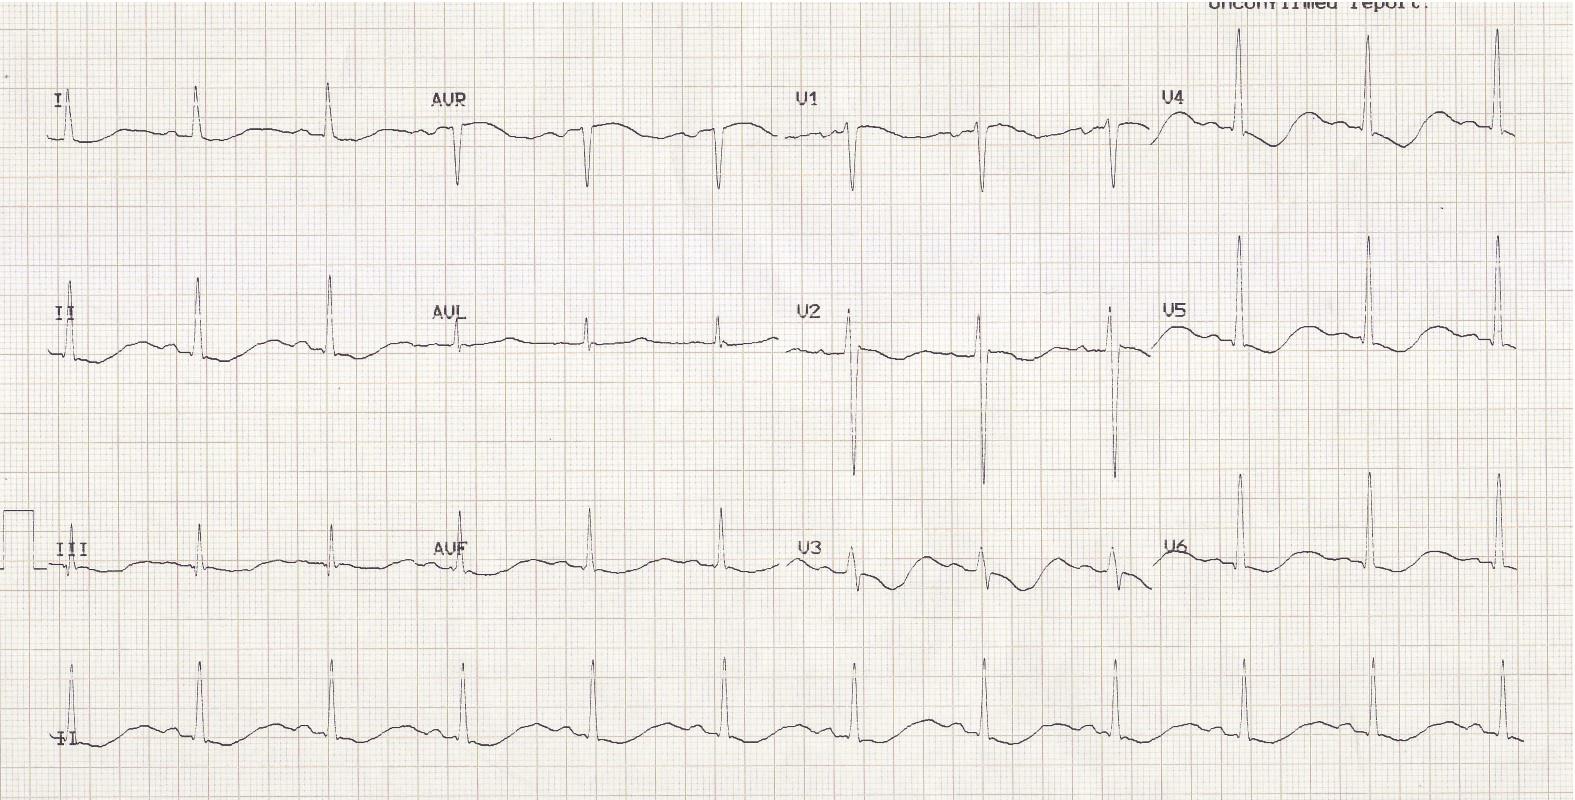 Unconfirmed report.
I AVR V1 V4
II AVL V2 V5
III AVF V3 V6
II